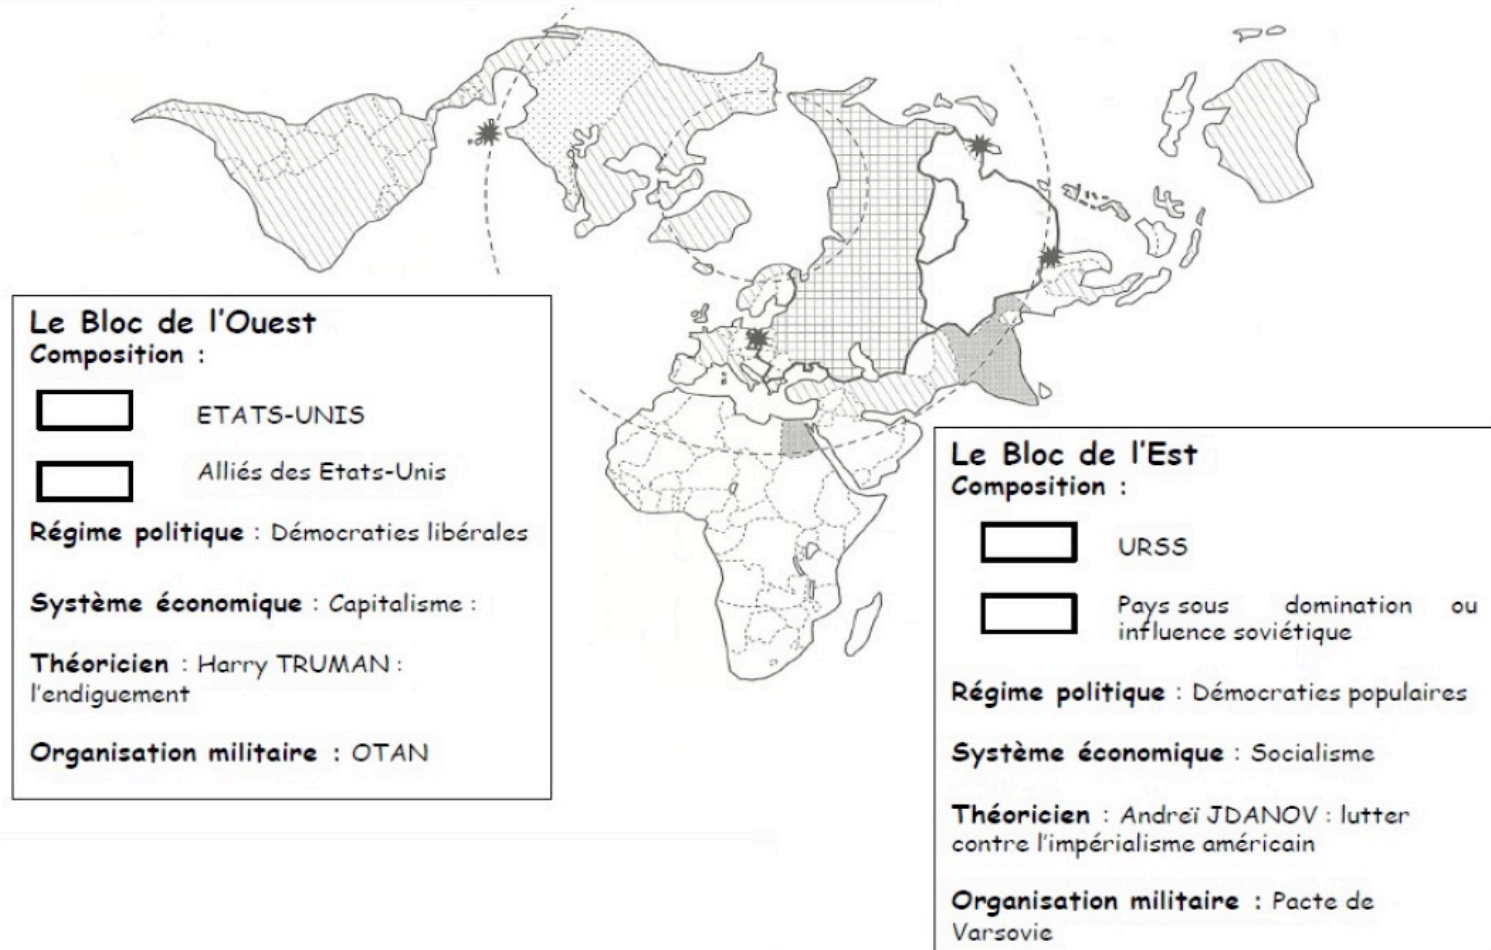 Le Bloc de l'Ouest
Composition :
ETATS-UNIS
Alliés des Etats-Unis
Régime politique : Démocraties libérales
Système économique : Capitalisme :
Théoricien : Harry TRUMAN :
l'endiguement
Organisation militaire : OTAN
Le Bloc de l'Est
Composition :
URSS
Pays sous domination ou
influence soviétique
Régime politique : Démocraties populaires
Système économique : Socialisme
Théoricien : Andreï JDANOV : lutter
contre l'impérialisme américain
Organisation militaire : Pacte de
Varsovie